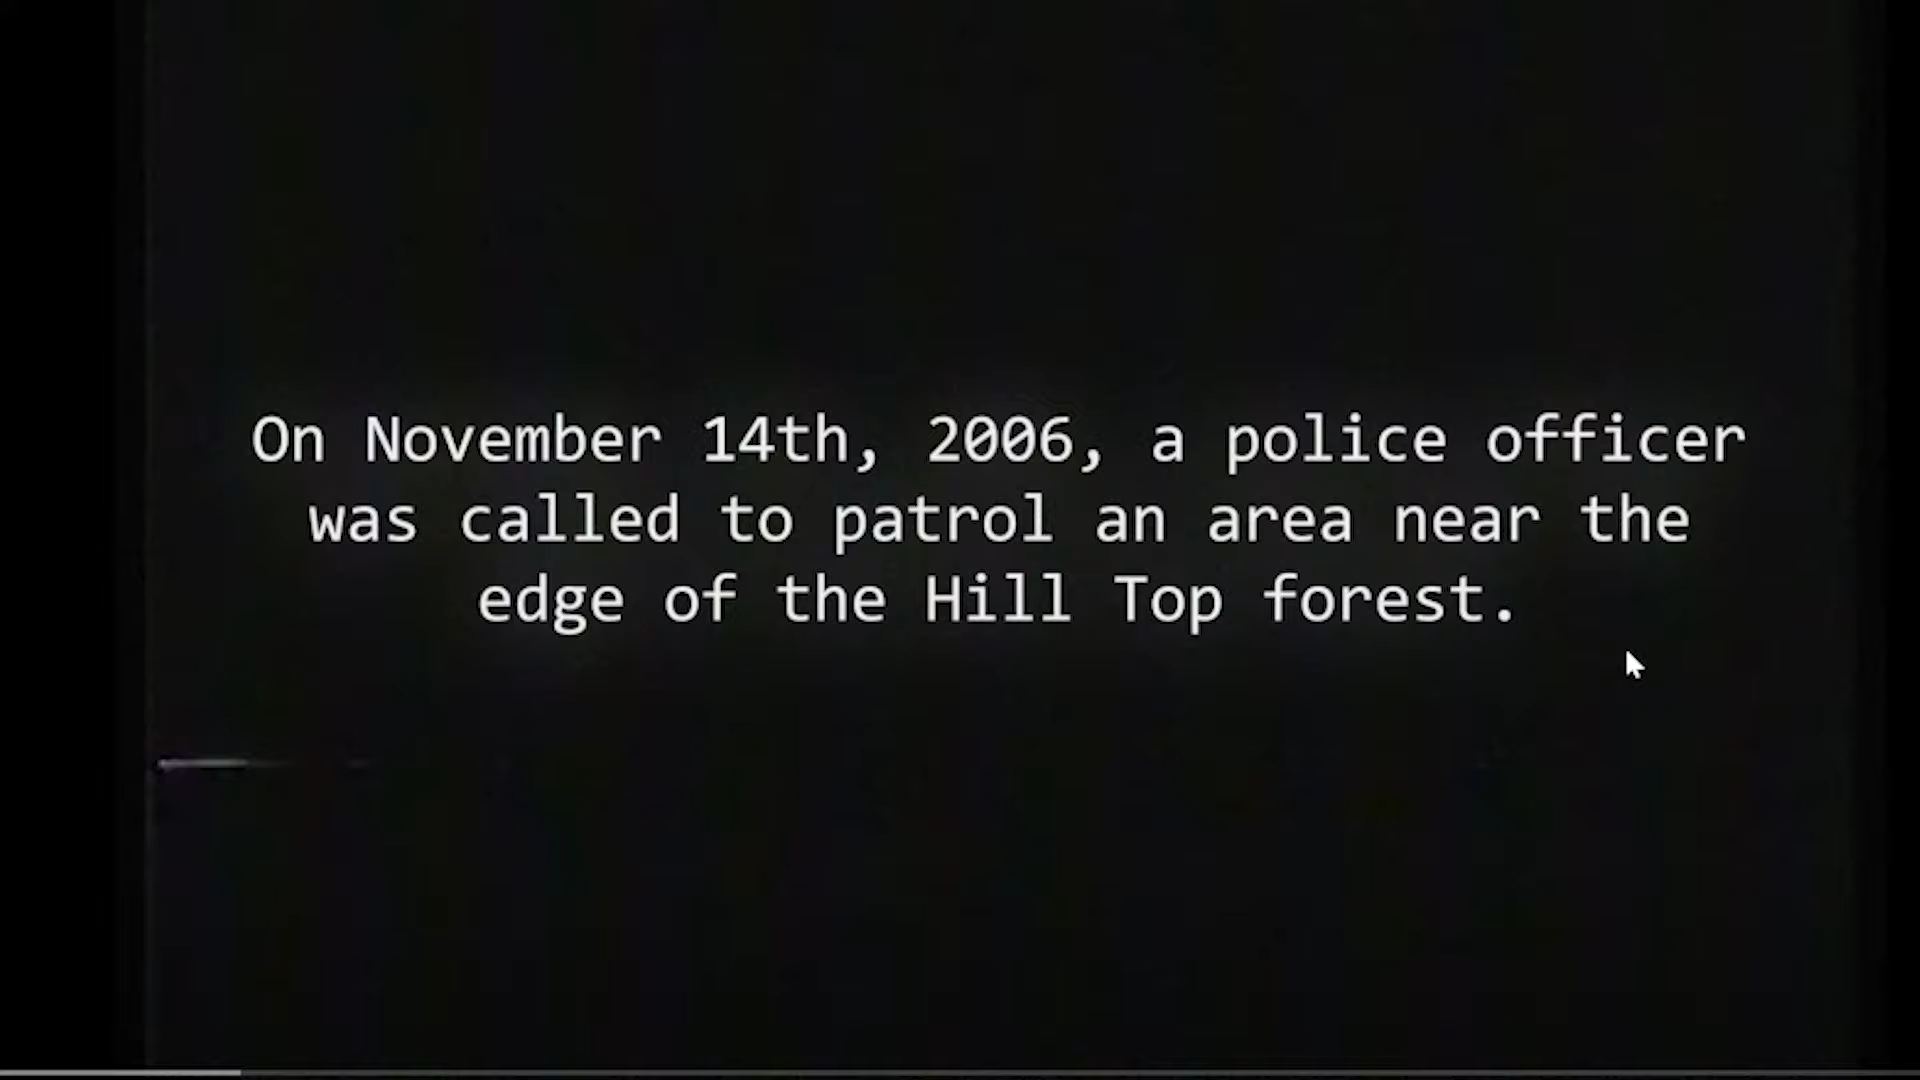 On November 14th, 2006, a police officer
was called to patrol an area near the
edge of the Hill Top forest.